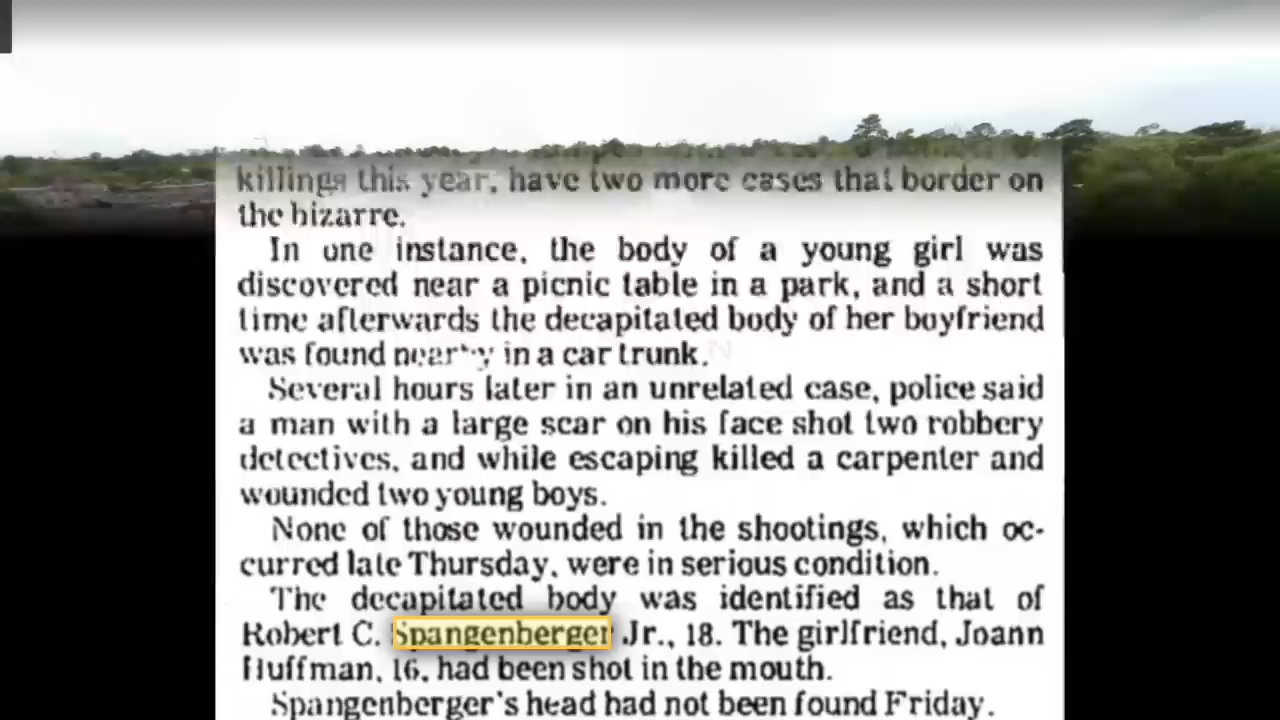 killings this year, have two more cases that border on
the bizarre.
In one instance, the body of a young girl was
discovered near a picnic table in a park, and a short
time afterwards the decapitated body of her boyfriend
was found nearby in a car trunk.
Several hours later in an unrelated case, police said
a man with a large scar on his face shot two robbery
detectives, and while escaping killed a carpenter and
wounded two young boys.
None of those wounded in the shootings, which oc-
curred late Thursday, were in serious condition.
The decapitated body was identified as that of
Robert C. Spangenberger Jr., 18. The girlfriend, Joann
Huffman, 16, had been shot in the mouth.
Spangenberger's head had not been found Friday.